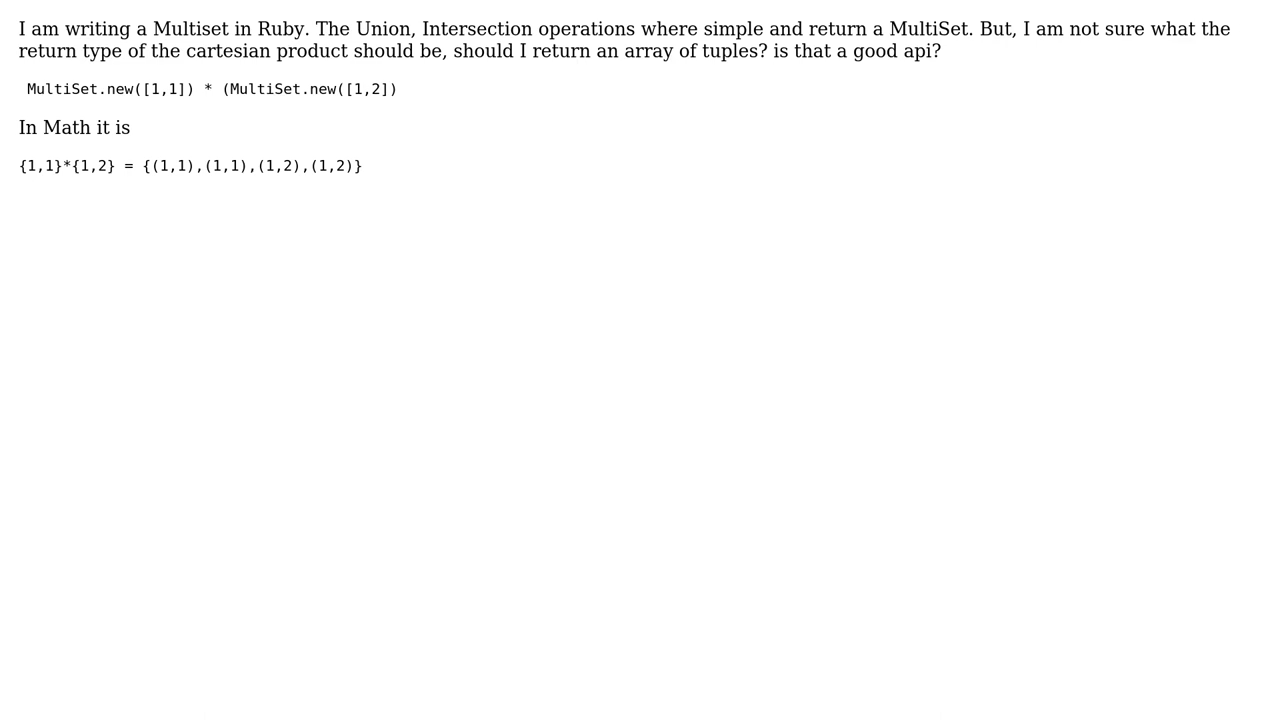 I am writing a Multiset in Ruby. The Union, Intersection operations where simple and return a MultiSet. But, I am not sure what the
return type of the cartesian product should be, should I return an array of tuples? is that a good api?
MultiSet.new([1,1]) * (MultiSet.new([1,2])
In Math it is
{1,1}*{1,2} = {(1,1),(1,1),(1,2),(1,2)}